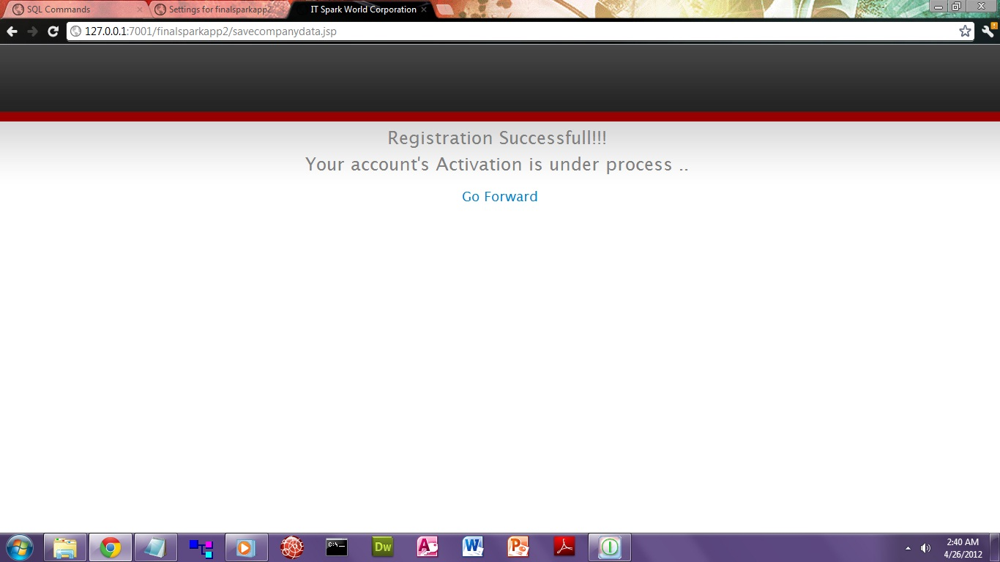 SQL Commands
Settings for finalsparkapp2
IT Spark World Corporation
127.0.0.1:7001/finalsparkapp2/savecompanydata.jsp
Registration Successfull!!!
Your account's Activation is under process ..
Go Forward
C:\
Dw
A
W
P
2:40 AM
4/26/2012